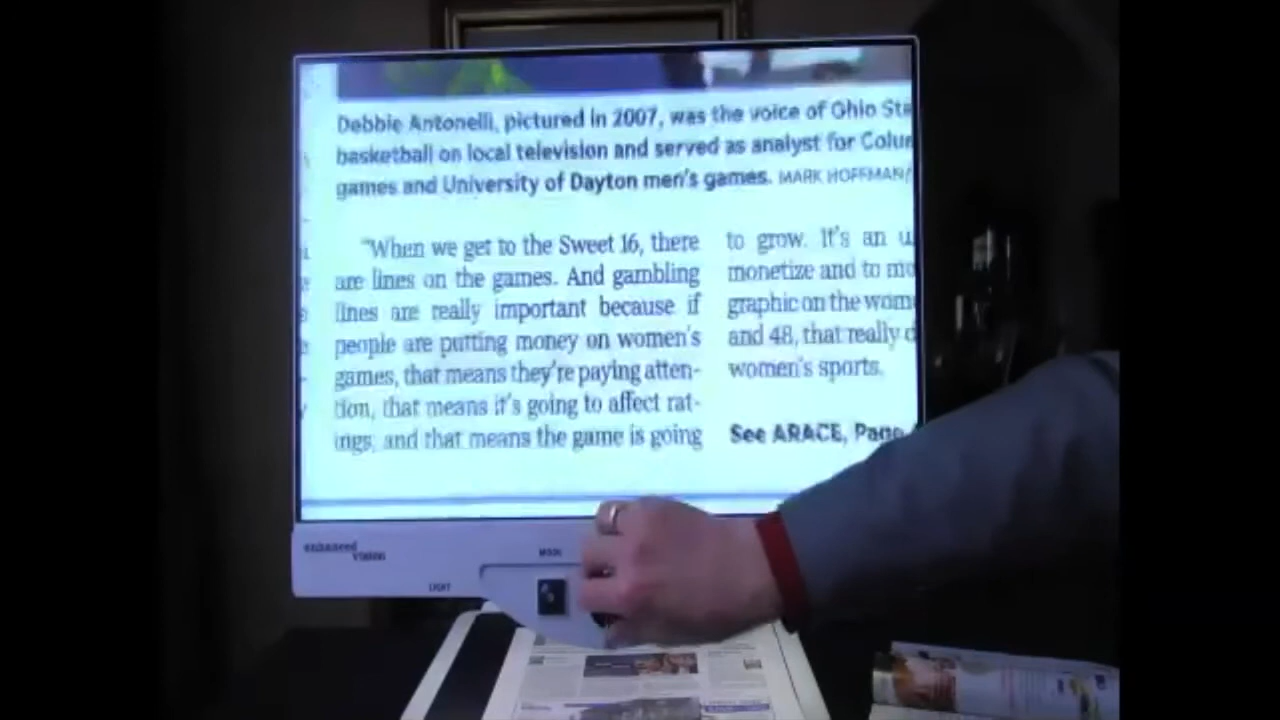 Debbie Antonelli, pictured in 2007, was the voice of Ohio Sta
basketball on local television and served as analyst for Colum
games and University of Dayton men's games. MARK HOFFMAN/
"When we get to the Sweet 16, there
are lines on the games. And gambling
lines are really important because if
people are putting money on women's
games, that means they're paying atten-
tion, that means it's going to affect rat-
ings, and that means the game is going
to grow. It's an u
monetize and to mo
graphic on the wom
and 48, that really d
women's sports.
See ARACE, Page
enhanced
vision
MODE
LIGHT